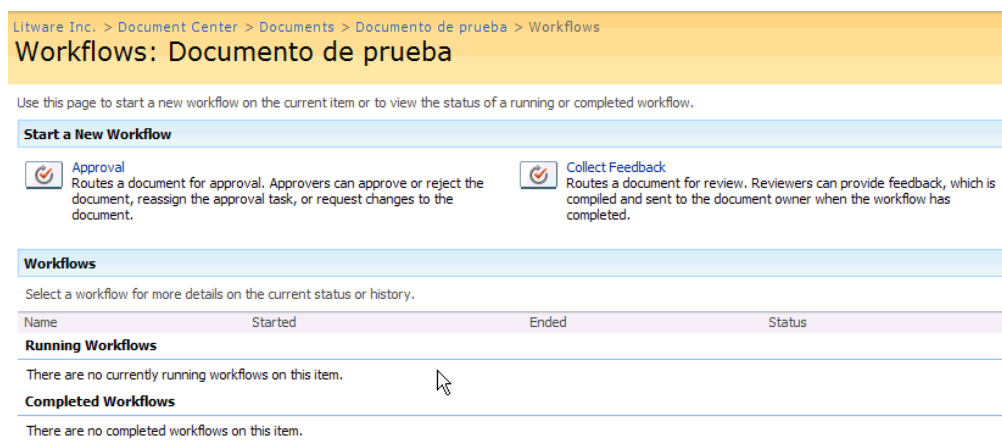 Litware Inc. > Document Center > Documents > Documento de prueba > Workflows
Workflows: Documento de prueba
Use this page to start a new workflow on the current item or to view the status of a running or completed workflow.
Start a New Workflow
Approval
Routes a document for approval. Approvers can approve or reject the
document, reassign the approval task, or request changes to the
document.
Collect Feedback
Routes a document for review. Reviewers can provide feedback, which is
compiled and sent to the document owner when the workflow has
completed.
Workflows
Select a workflow for more details on the current status or history.
Name Started Ended Status
Running Workflows
There are no currently running workflows on this item.
Completed Workflows
There are no completed workflows on this item.